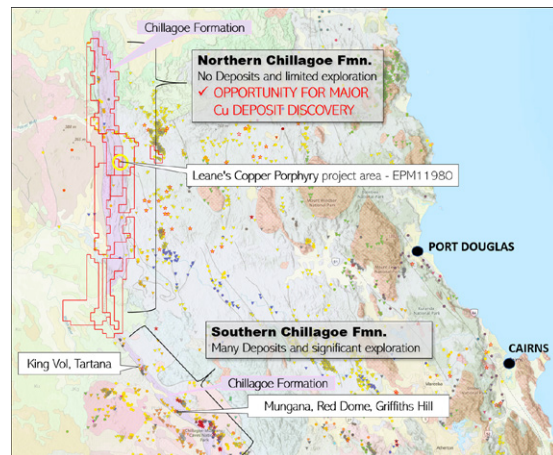 Chillagoe Formation
Northern Chillagoe Fmn.
No Deposits and limited exploration
✓ OPPORTUNITY FOR MAJOR
Cu DEPOSIT DISCOVERY
Leane's Copper Porphyry project area - EPM11980
PORT DOUGLAS
Southern Chillagoe Fmn.
Many Deposits and significant exploration
CAIRNS
King Vol, Tartana
Chillagoe Formation
Mungana, Red Dome, Griffiths Hill